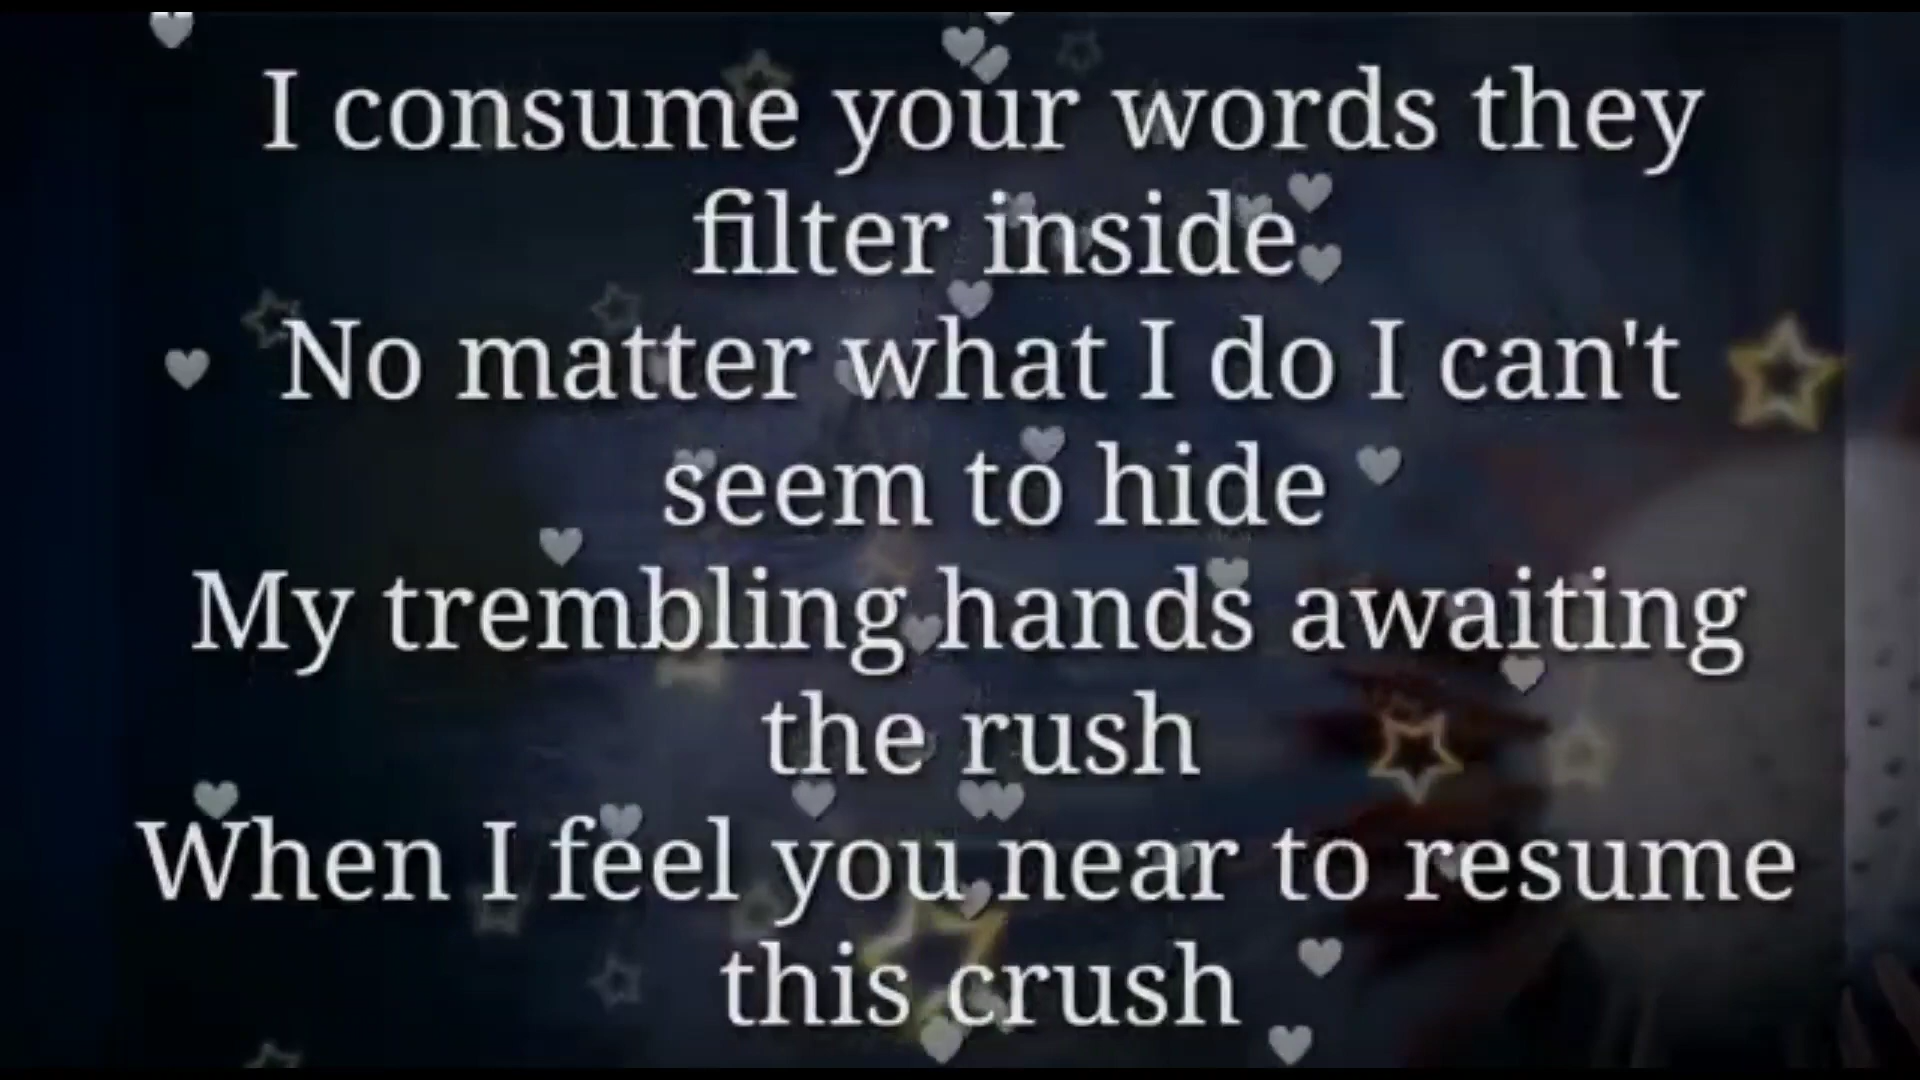 I consume your words they
filter inside
No matter what I do I can't
seem to hide
My trembling hands awaiting
the rush
When I feel you near to resume
this crush